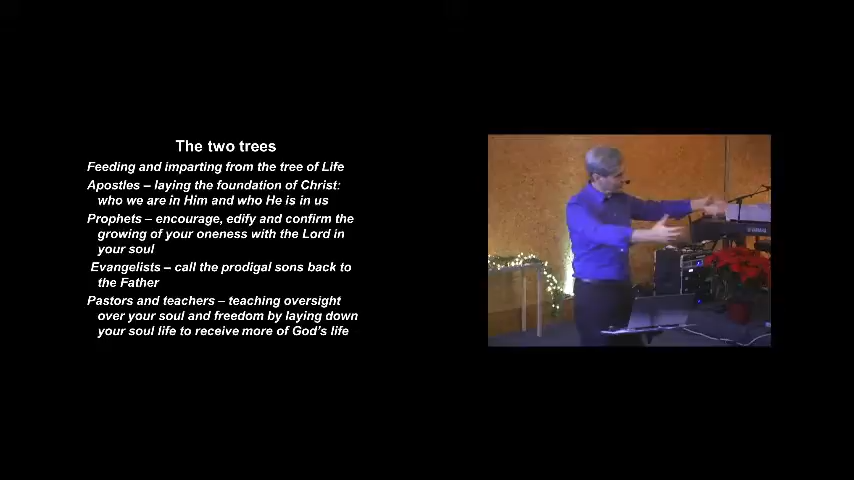 The two trees
Feeding and imparting from the tree of Life
Apostles – laying the foundation of Christ:
who we are in Him and who He is in us
Prophets – encourage, edify and confirm the
growing of your oneness with the Lord in
your soul
Evangelists – call the prodigal sons back to
the Father
Pastors and teachers – teaching oversight
over your soul and freedom by laying down
your soul life to receive more of God's life